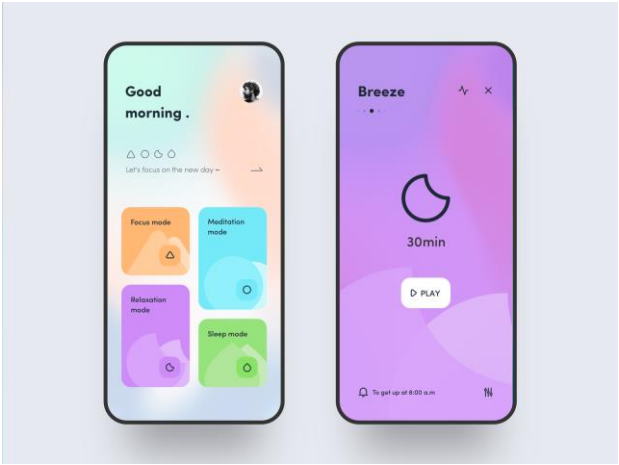 Good
morning .
Let's focus on the new day ~
Focus mode
Meditation
mode
Relaxation
mode
Sleep mode
Breeze
30min
PLAY
To get up at 8:00 a.m